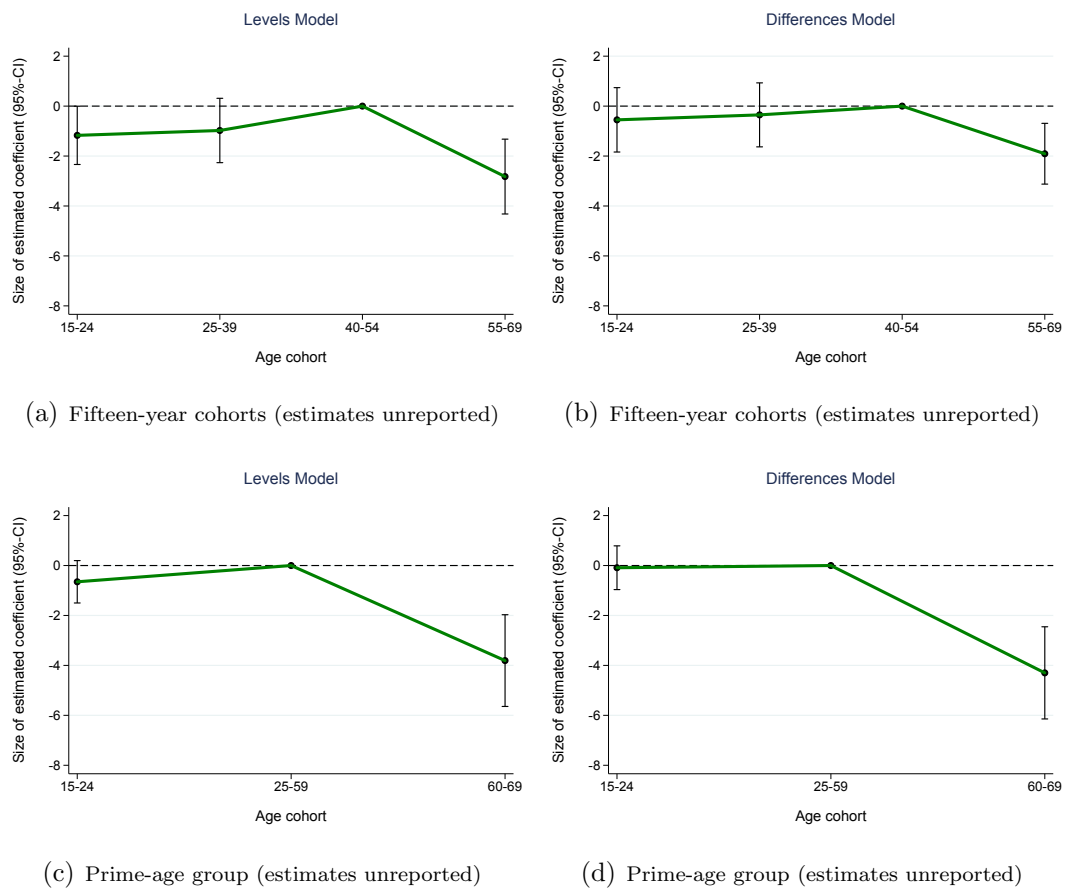 Levels Model
Size of estimated coefficient (95%-CI)
2
0
-2
-4
-6
-8
15-24 25-39 40-54 55-69
Age cohort
(a) Fifteen-year cohorts (estimates unreported)
Differences Model
Size of estimated coefficient (95%-CI)
2
0
-2
-4
-6
-8
15-24 25-39 40-54 55-69
Age cohort
(b) Fifteen-year cohorts (estimates unreported)
Levels Model
Size of estimated coefficient (95%-CI)
2
0
-2
-4
-6
-8
15-24 25-59 60-69
Age cohort
(c) Prime-age group (estimates unreported)
Differences Model
Size of estimated coefficient (95%-CI)
2
0
-2
-4
-6
-8
15-24 25-59 60-69
Age cohort
(d) Prime-age group (estimates unreported)